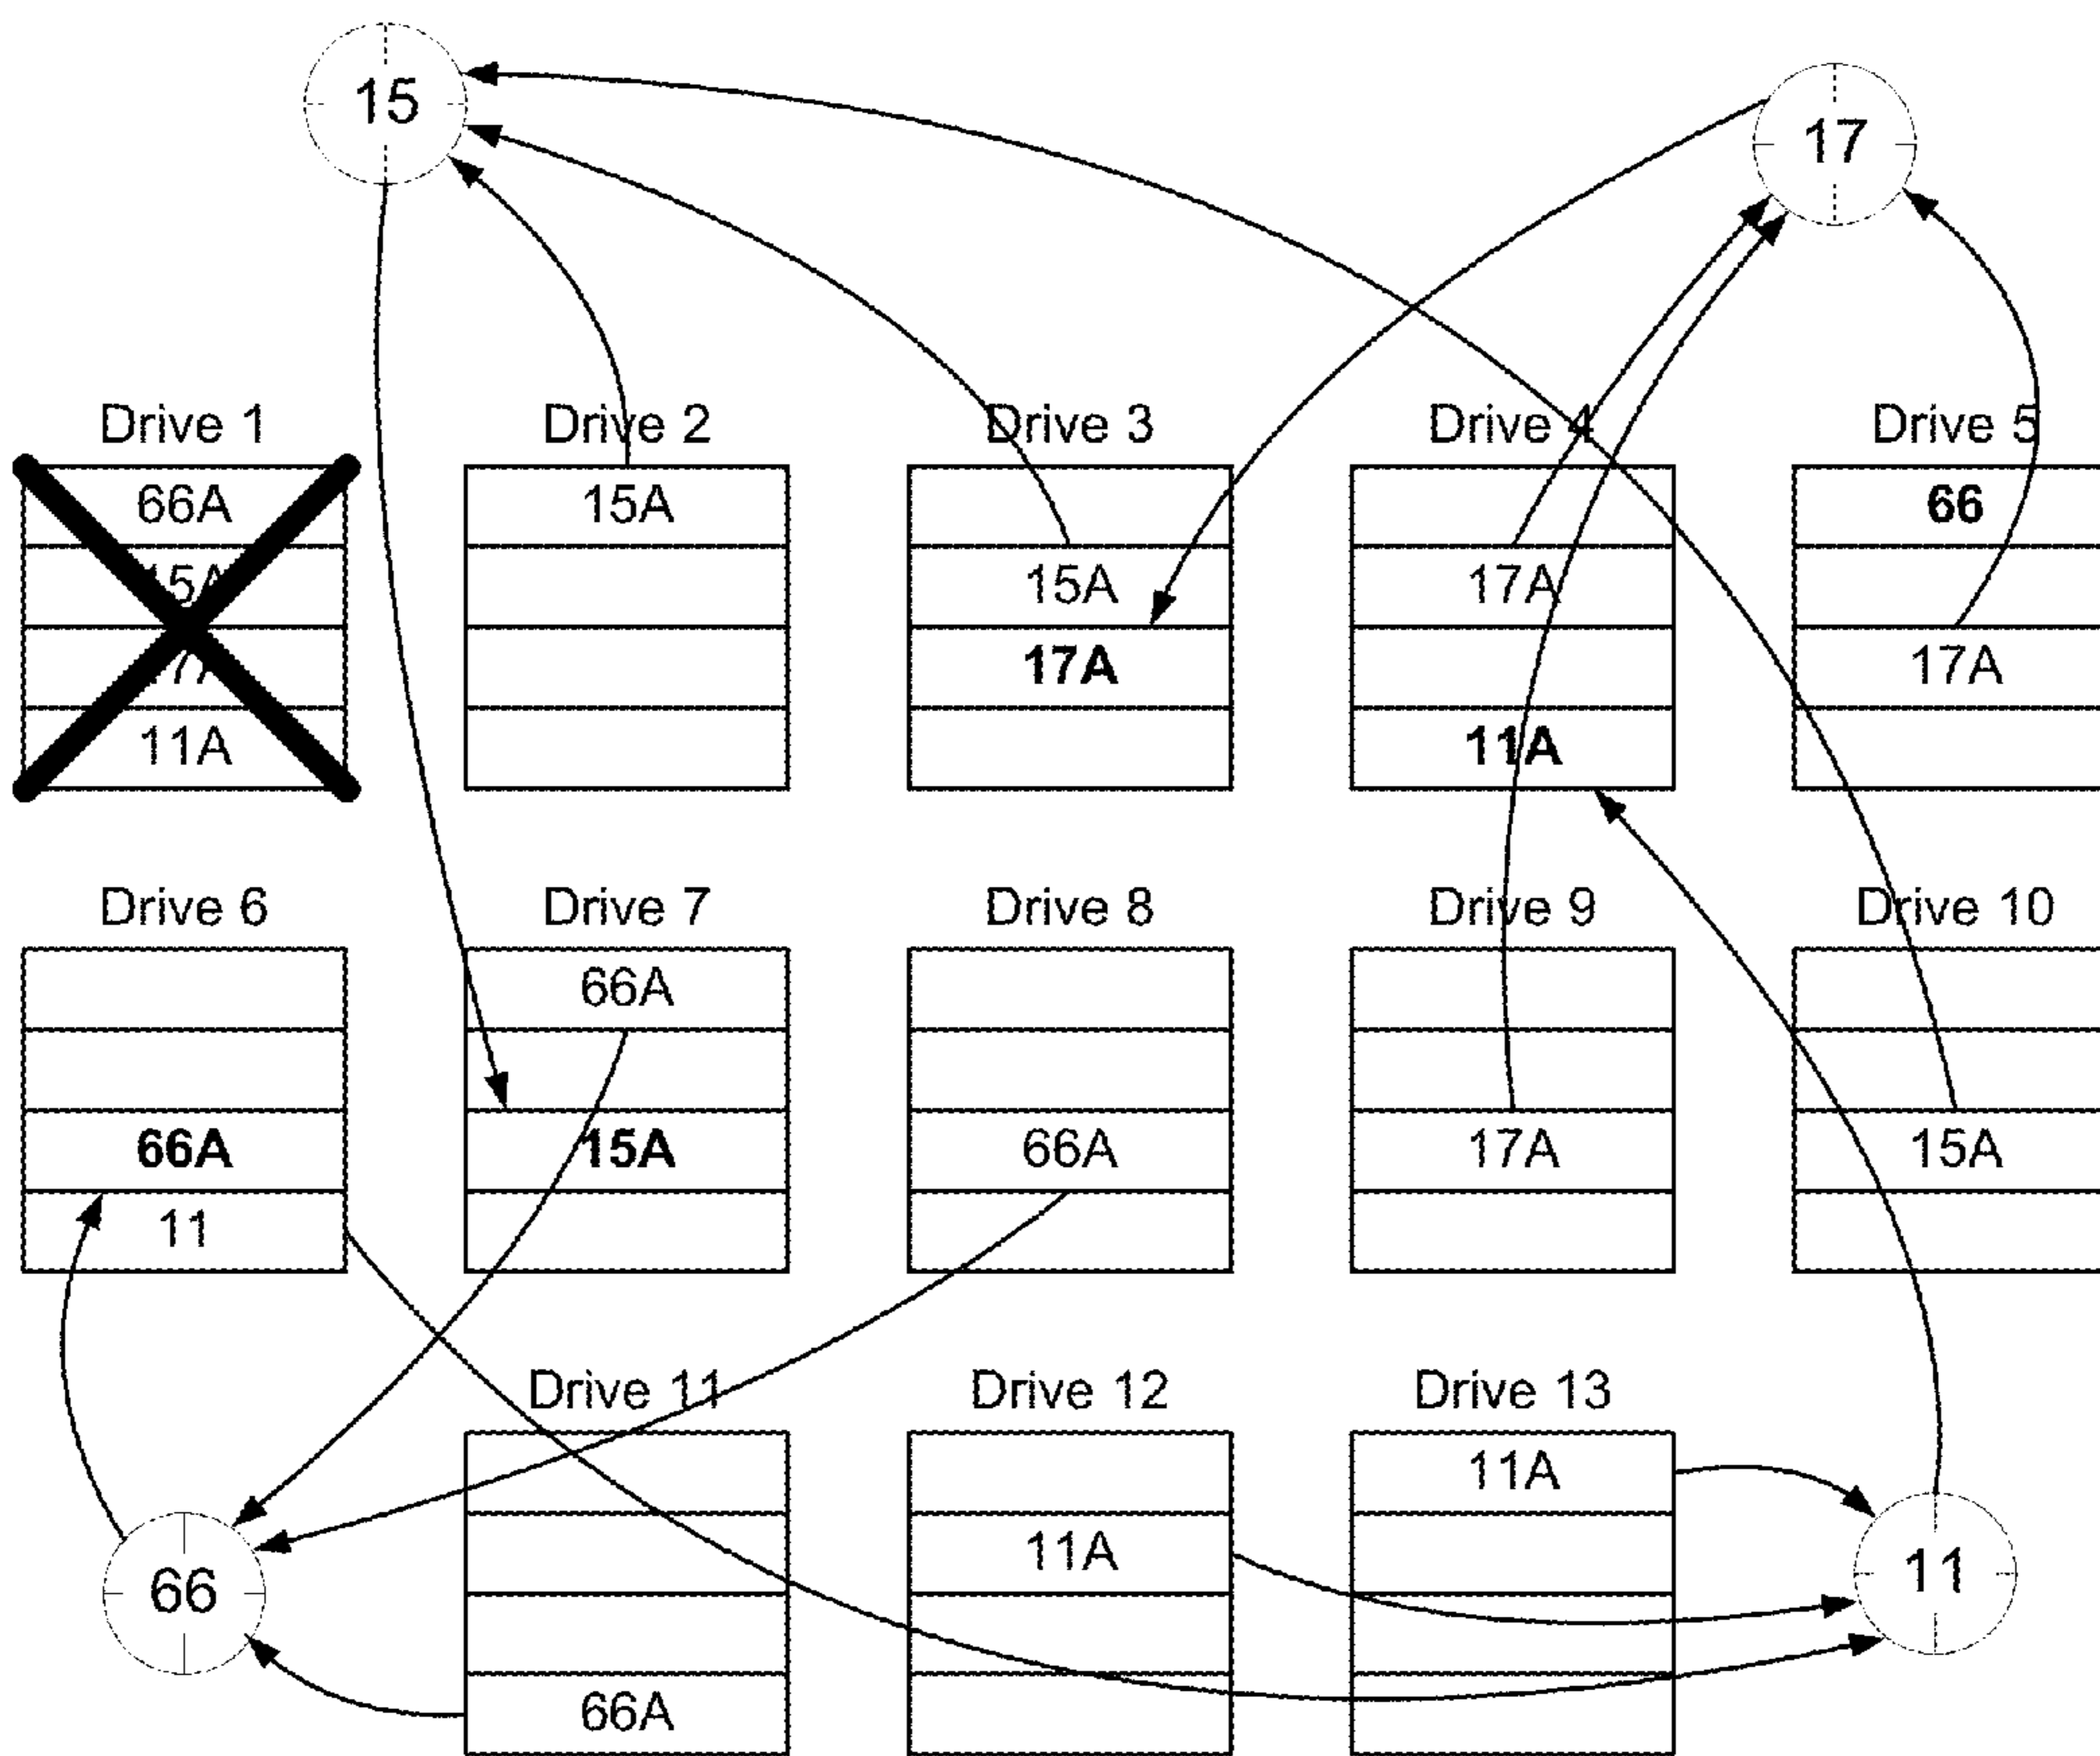 15
17
Drive 1 Drive 2 Drive 3 Drive 4 Drive 5
66A 15A 66
15A 17A
17A 17A
11A 11A
Drive 6 Drive 7 Drive 8 Drive 9 Drive 10
66A
66A 15A 66A 17A 15A
11
Drive 11 Drive 12 Drive 13
11A
11A 11
66
66A